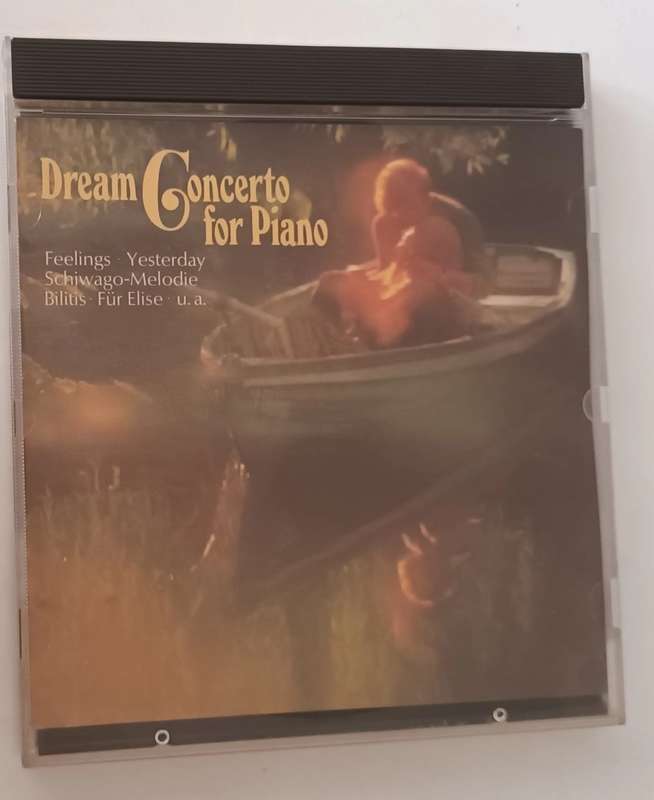 Dream Concerto
for Piano
Feelings · Yesterday
Schiwago-Melodie
Bilitis · Für Elise · u. a.